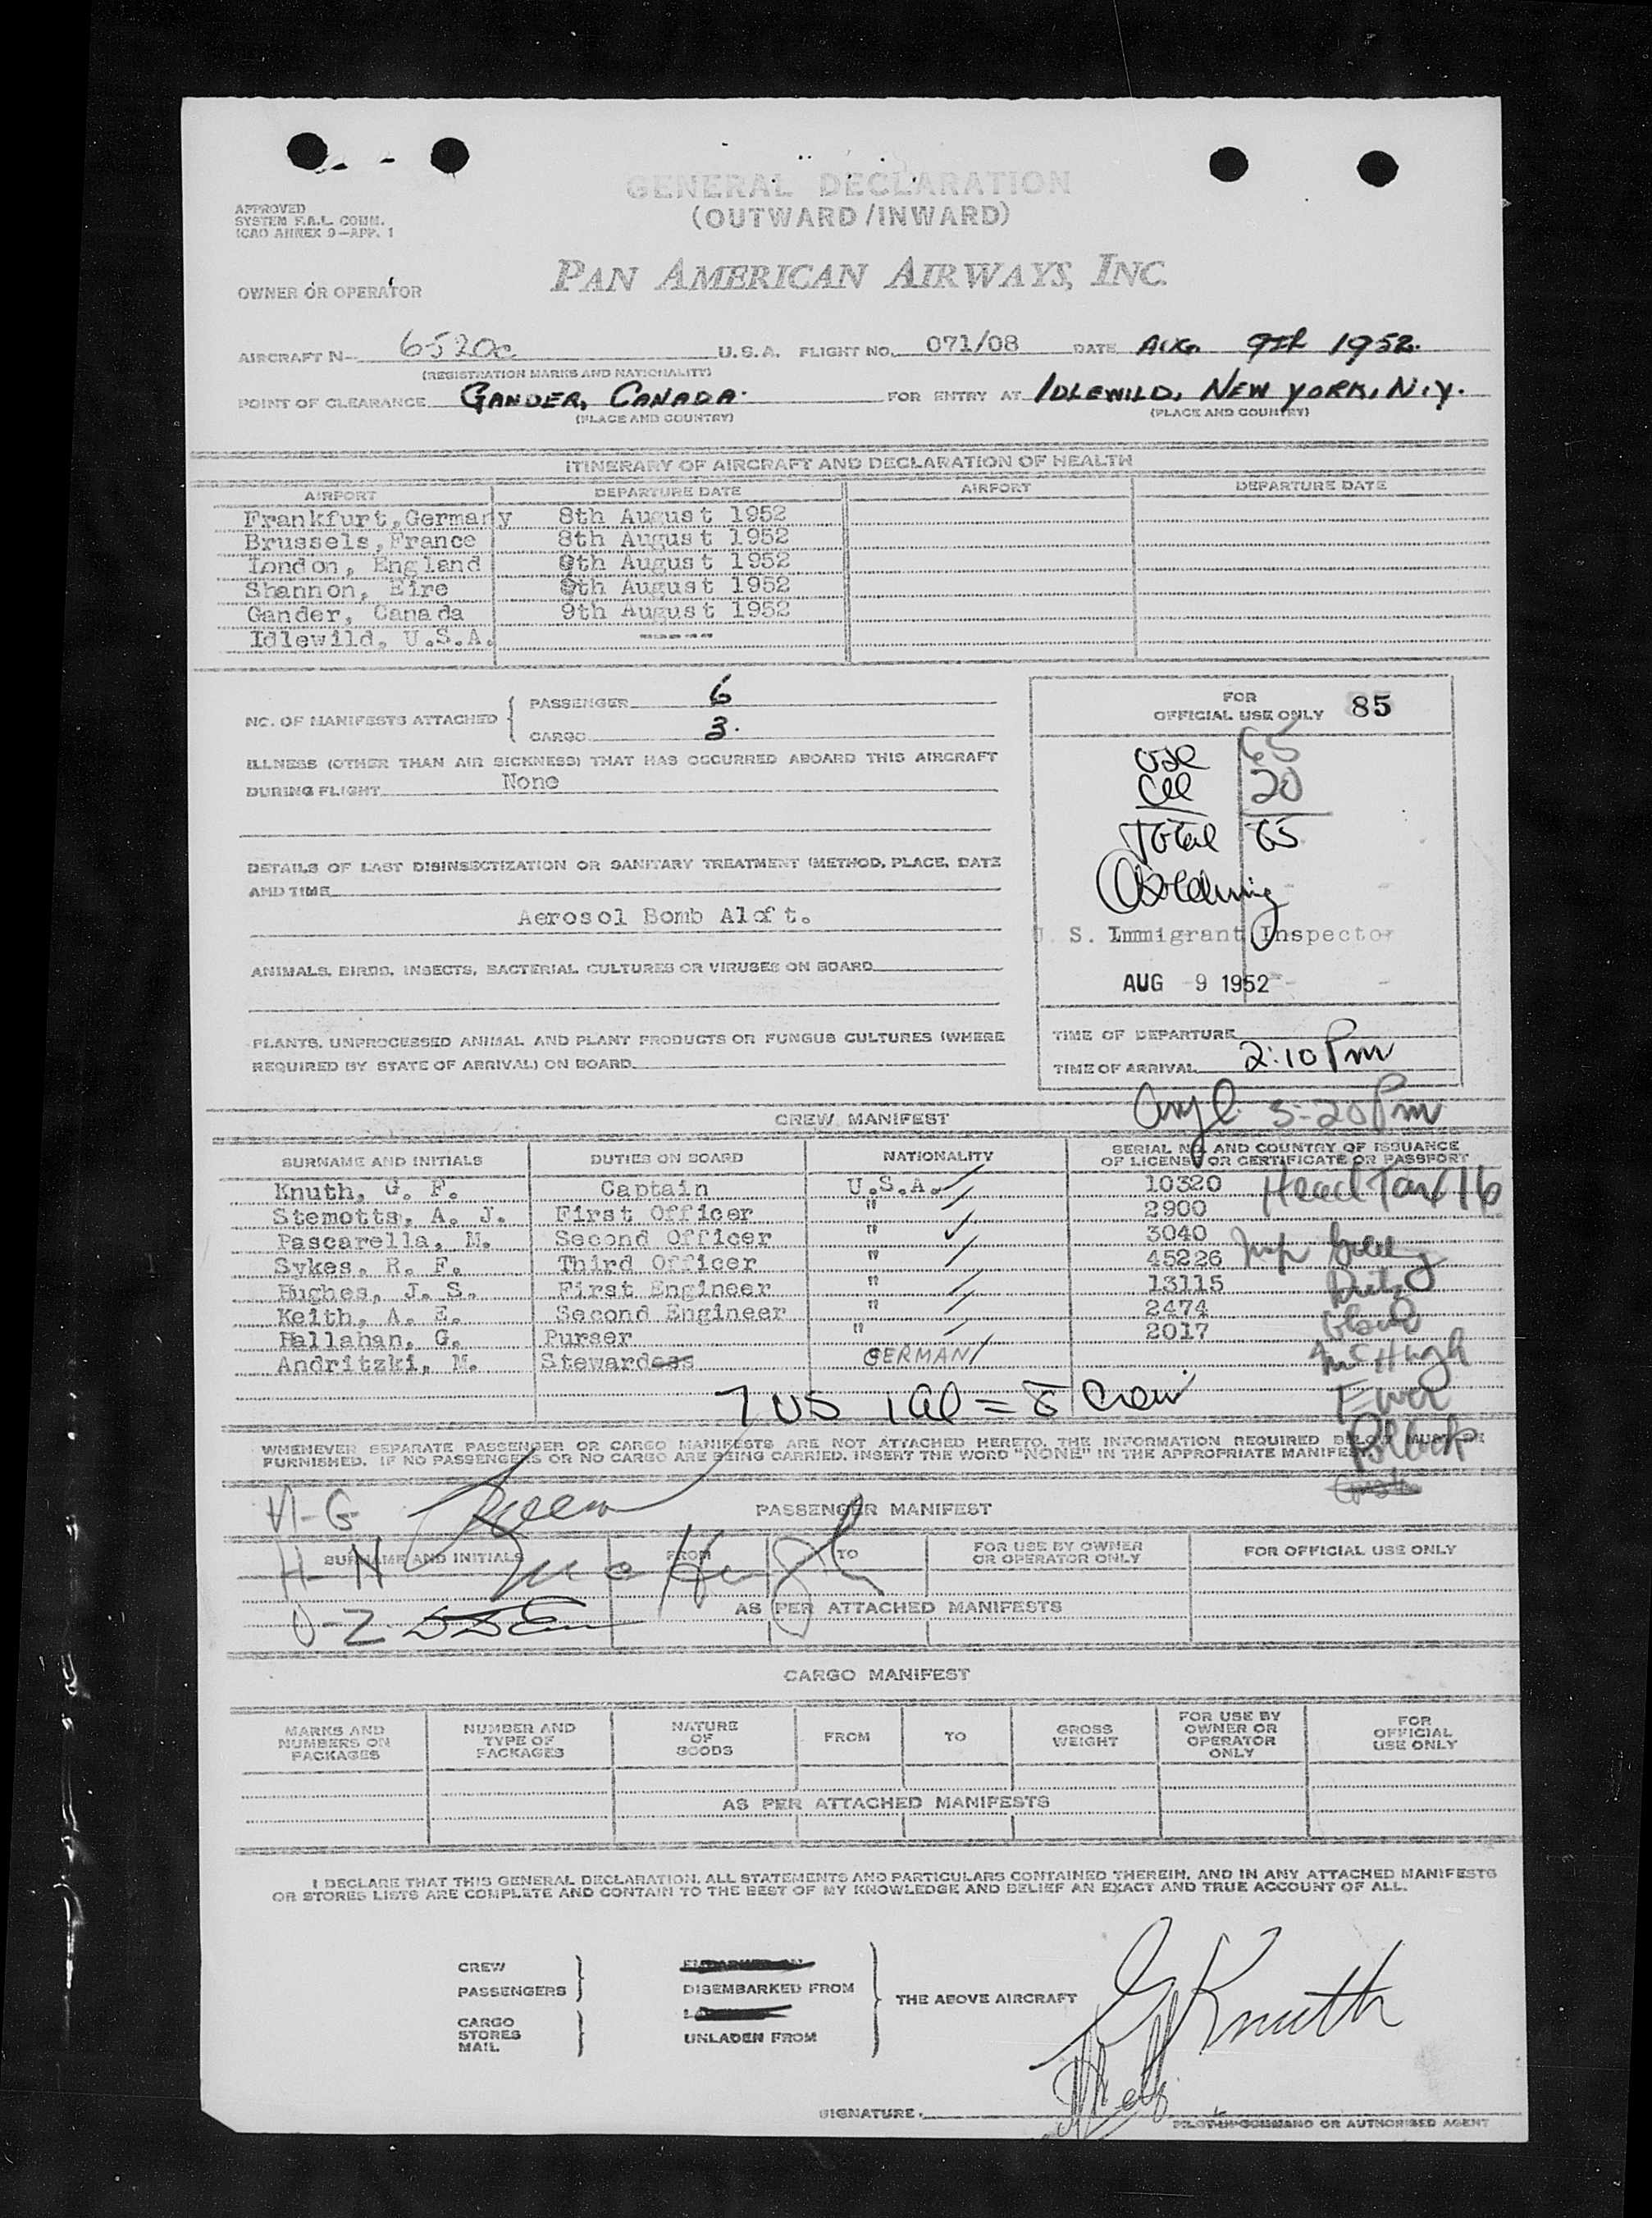 GENERAL DECLARATION
(OUTWARD/INWARD)
APPROVED
SYSTEM F.A.L. COMM.
ICAO ANNEX 9-APP. 1
OWNER OR OPERATOR
PAN AMERICAN AIRWAYS, INC.
AIRCRAFT N- 6520c U.S.A. FLIGHT NO. 071/08 DATE AUG. 9th 1952.
(REGISTRATION MARKS AND NATIONALITY)
POINT OF CLEARANCE GANDER, CANADA. FOR ENTRY AT IDLEWILD, NEW YORK, N.Y.
(PLACE AND COUNTRY) (PLACE AND COUNTRY)
ITINERARY OF AIRCRAFT AND DECLARATION OF HEALTH
AIRPORT DEPARTURE DATE AIRPORT DEPARTURE DATE
Frankfurt,Germany 8th August 1952
Brussels,France 8th August 1952
London, England 9th August 1952
Shannon, Eire 9th August 1952
Gander, Canada 9th August 1952
Idlewild, U.S.A. ------
NO. OF MANIFESTS ATTACHED { PASSENGER 6
CARGO 3.
FOR
OFFICIAL USE ONLY 85
ILLNESS (OTHER THAN AIR SICKNESS) THAT HAS OCCURRED ABOARD THIS AIRCRAFT
DURING FLIGHT None
65
20
Total 85
DETAILS OF LAST DISINSECTIZATION OR SANITARY TREATMENT (METHOD, PLACE, DATE
AND TIME
Aerosol Bomb Aloft.
S. Immigrant Inspector
ANIMALS, BIRDS, INSECTS, BACTERIAL CULTURES OR VIRUSES ON BOARD
AUG -9 1952
PLANTS, UNPROCESSED ANIMAL AND PLANT PRODUCTS OR FUNGUS CULTURES (WHERE
REQUIRED BY STATE OF ARRIVAL) ON BOARD
TIME OF DEPARTURE
TIME OF ARRIVAL 2:10 Pm
3-20 Pm
CREW MANIFEST
SURNAME AND INITIALS DUTIES ON BOARD NATIONALITY SERIAL NO. AND COUNTRY OF ISSUANCE
OF LICENSE OR CERTIFICATE OR PASSPORT
Knuth, G. F. Captain U.S.A. 10320 Head Tax 16
Stemotts, A. J. First Officer " 2900
Pascarella, M. Second Officer " 3040
Sykes, R. F. Third Officer " 45226 Insp
Hughes, J. S. First Engineer " 13115
Keith, A. E. Second Engineer " 2474
Hallahan, G. Purser " 2017
Andritzki, M. Stewardess GERMAN
McHugh
7 US 1 al = 8 Crew
Pollock
WHENEVER SEPARATE PASSENGER OR CARGO MANIFESTS ARE NOT ATTACHED HERETO, THE INFORMATION REQUIRED BELOW MUST BE
FURNISHED. IF NO PASSENGERS OR NO CARGO ARE BEING CARRIED, INSERT THE WORD "NONE" IN THE APPROPRIATE MANIFEST.
A-G
PASSENGER MANIFEST
SURNAME AND INITIALS FROM TO FOR USE BY OWNER
OR OPERATOR ONLY FOR OFFICIAL USE ONLY
H-N McHugh
AS PER ATTACHED MANIFESTS
O-Z
CARGO MANIFEST
MARKS AND
NUMBERS ON
PACKAGES
NUMBER AND
TYPE OF
PACKAGES
NATURE
OF
GOODS
FROM
TO
GROSS
WEIGHT
FOR USE BY
OWNER OR
OPERATOR
ONLY
FOR
OFFICIAL
USE ONLY
AS PER ATTACHED MANIFESTS
I DECLARE THAT THIS GENERAL DECLARATION, ALL STATEMENTS AND PARTICULARS CONTAINED THEREIN, AND IN ANY ATTACHED MANIFESTS
OR STORES LISTS ARE COMPLETE AND CONTAIN TO THE BEST OF MY KNOWLEDGE AND BELIEF AN EXACT AND TRUE ACCOUNT OF ALL.
CREW
PASSENGERS
DISEMBARKED FROM
CARGO
STORES
MAIL
UNLADEN FROM
THE ABOVE AIRCRAFT
G Knuth
SIGNATURE.
PILOT-IN-COMMAND OR AUTHORISED AGENT